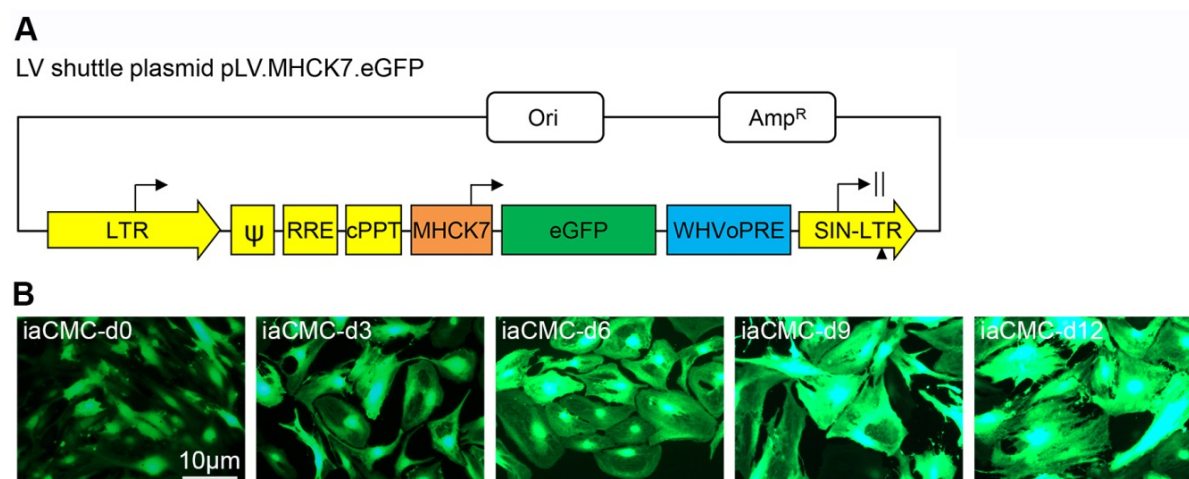 A
LV shuttle plasmid pLV.MHCK7.eGFP
Ori AmpR
LTR ψ RRE cPPT MHCK7 eGFP WHVoPRE SIN-LTR
B
iaCMC-d0 iaCMC-d3 iaCMC-d6 iaCMC-d9 iaCMC-d12
10μm